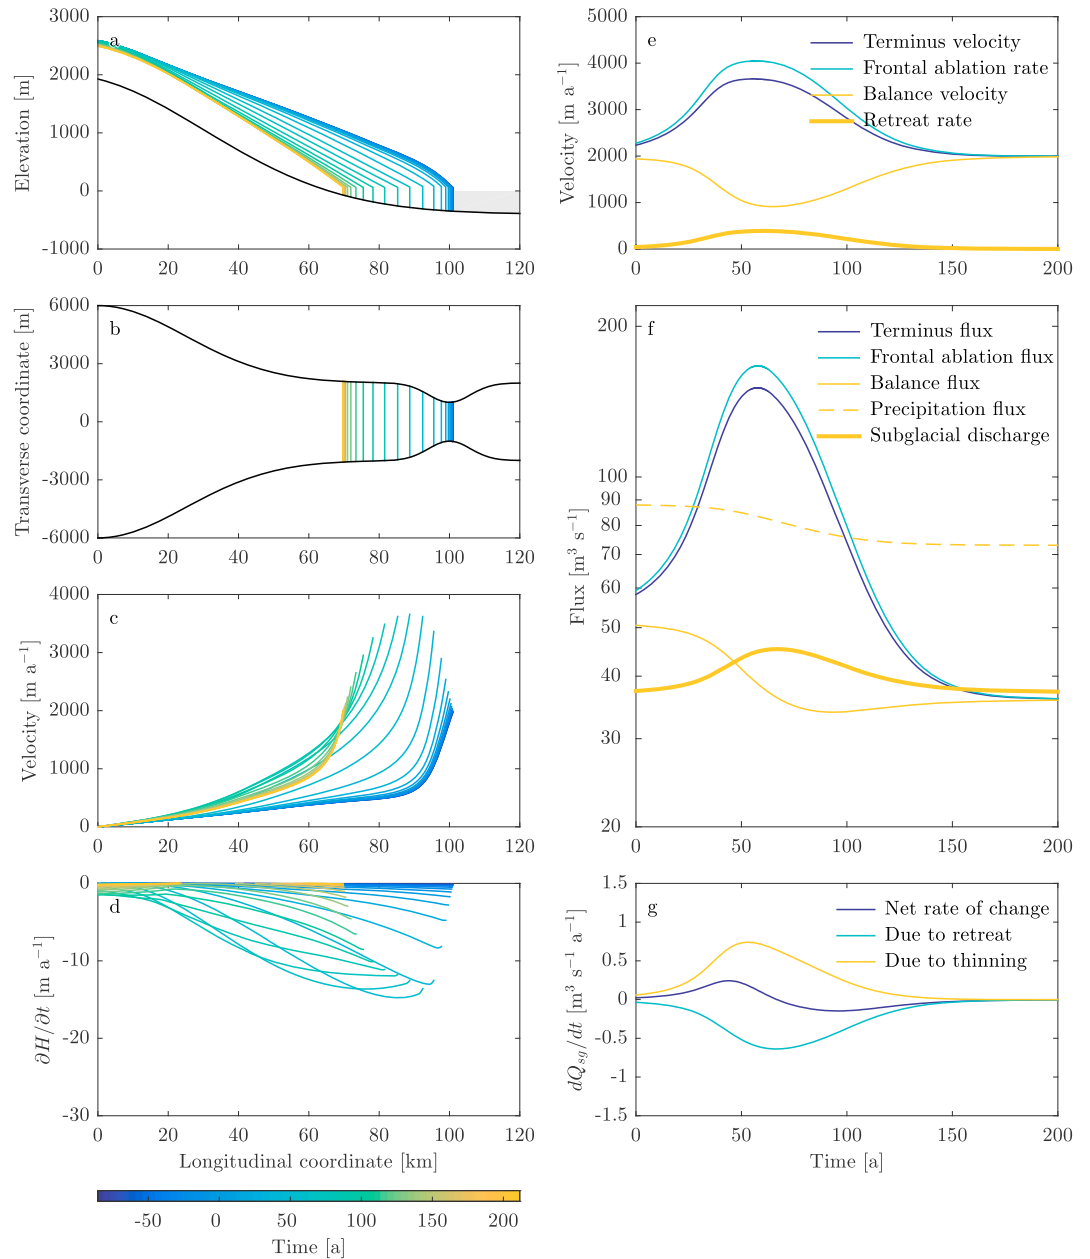 3000
2000
1000
0
-1000
Elevation [m]
a
0 20 40 60 80 100 120
6000
3000
0
-3000
-6000
Transverse coordinate [m]
b
0 20 40 60 80 100 120
4000
3000
2000
1000
0
Velocity [m a⁻¹]
c
0 20 40 60 80 100 120
0
-10
-20
-30
∂H/∂t [m a⁻¹]
d
0 20 40 60 80 100 120
Longitudinal coordinate [km]
-50 0 50 100 150 200
Time [a]
5000
4000
3000
2000
1000
0
Velocity [m a⁻¹]
e
Terminus velocity
Frontal ablation rate
Balance velocity
Retreat rate
0 50 100 150 200
200
100
90
80
70
60
50
40
30
20
Flux [m³ s⁻¹]
f
Terminus flux
Frontal ablation flux
Balance flux
Precipitation flux
Subglacial discharge
0 50 100 150 200
1.5
1
0.5
0
-0.5
-1
-1.5
dQsg/dt [m³ s⁻¹ a⁻¹]
g
Net rate of change
Due to retreat
Due to thinning
0 50 100 150 200
Time [a]